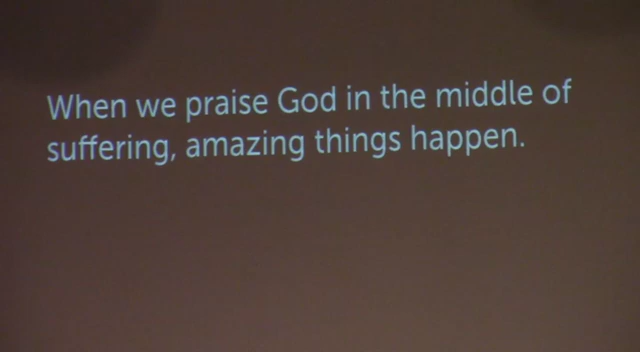 When we praise God in the middle of
suffering, amazing things happen.